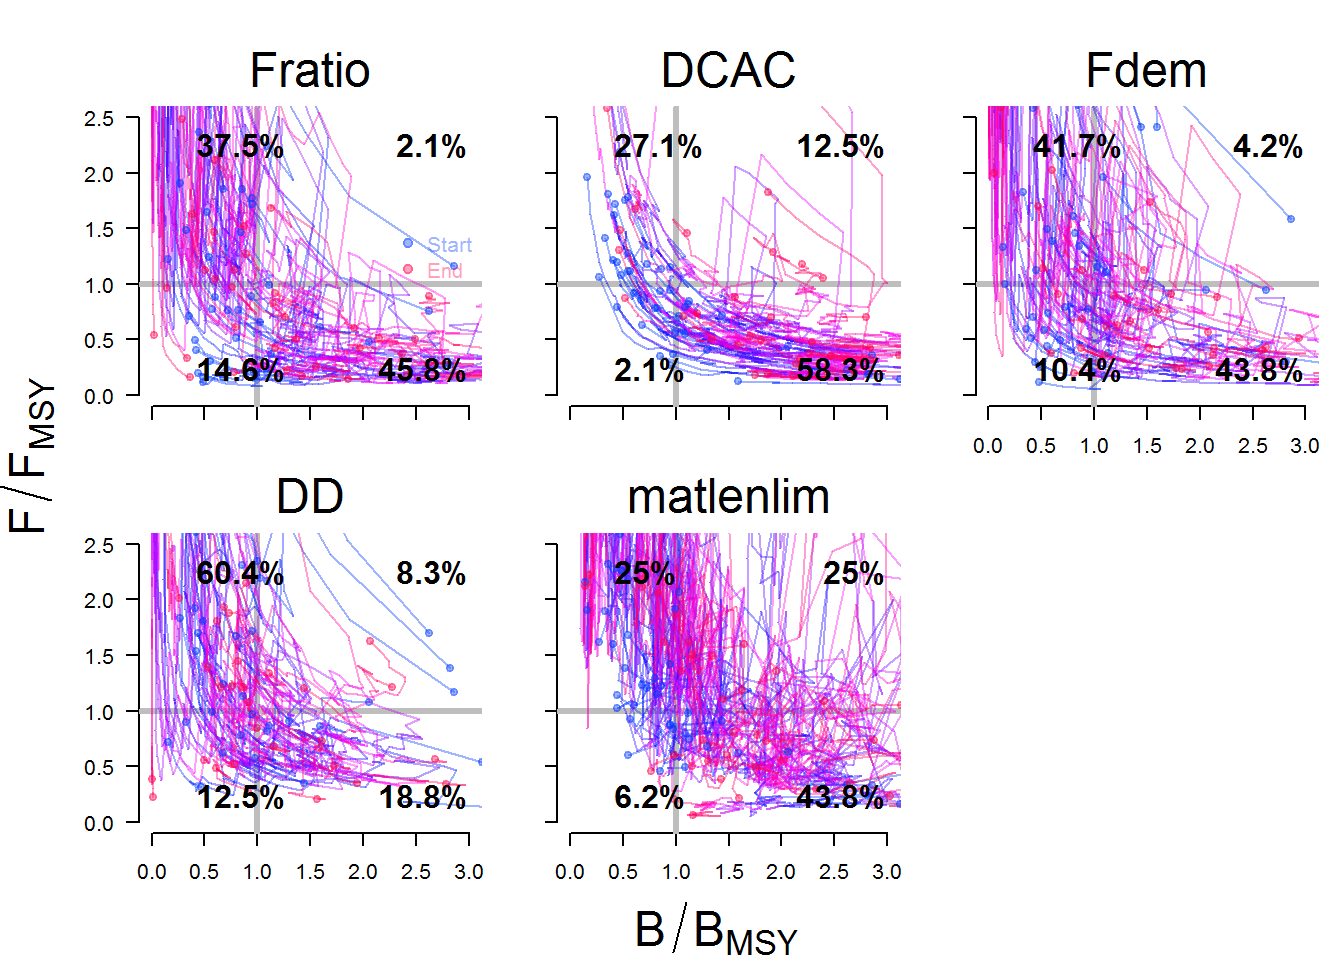 Fratio DCAC Fdem
2.5 37.5% 2.1% 27.1% 12.5% 41.7% 4.2%
2.0
1.5 Start
End
1.0
0.5
14.6% 45.8% 2.1% 58.3% 10.4% 43.8%
0.0
0.0 0.5 1.0 1.5 2.0 2.5 3.0
F / FMSY
DD matlenlim
2.5 60.4% 8.3% 25% 25%
2.0
1.5
1.0
0.5
12.5% 18.8% 6.2% 43.8%
0.0
0.0 0.5 1.0 1.5 2.0 2.5 3.0 0.0 0.5 1.0 1.5 2.0 2.5 3.0
B / BMSY